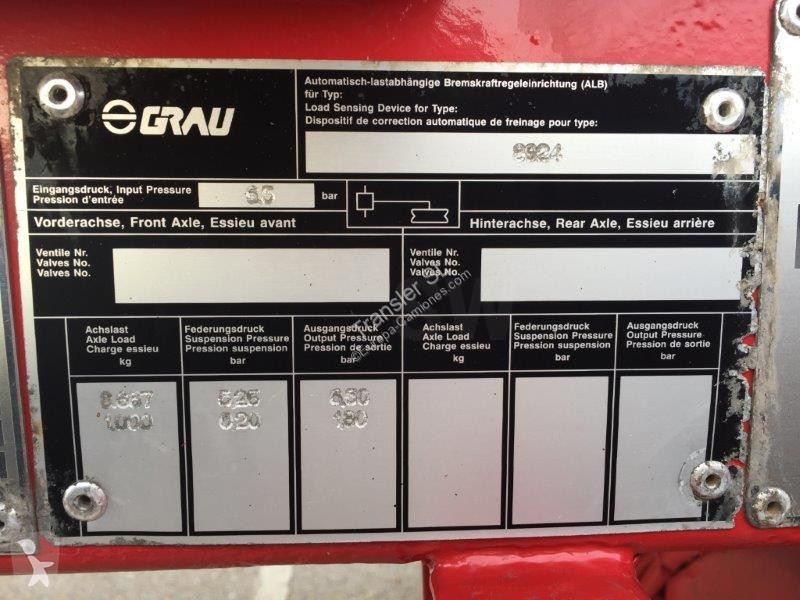 GRAU
Automatisch-lastabhängige Bremskraftregeleinrichtung (ALB)
für Typ:
Load Sensing Device for Type:
Dispositif de correction automatique de freinage pour type:
Eingangsdruck, Input Pressure
Pression d'entrée
6,5
bar
Vorderachse, Front Axle, Essieu avant
Hinterachse, Rear Axle, Essieu arrière
Ventile Nr.
Valves No.
Valves No.
Ventile Nr.
Valves No.
Valves No.
Achslast
Axle Load
Charge essieu
kg
Federungsdruck
Suspension Pressure
Pression suspension
bar
Ausgangsdruck
Output Pressure
Pression de sortie
bar
Achslast
Axle Load
Charge essieu
kg
Federungsdruck
Suspension Pressure
Pression suspension
bar
Ausgangsdruck
Output Pressure
Pression de sortie
bar